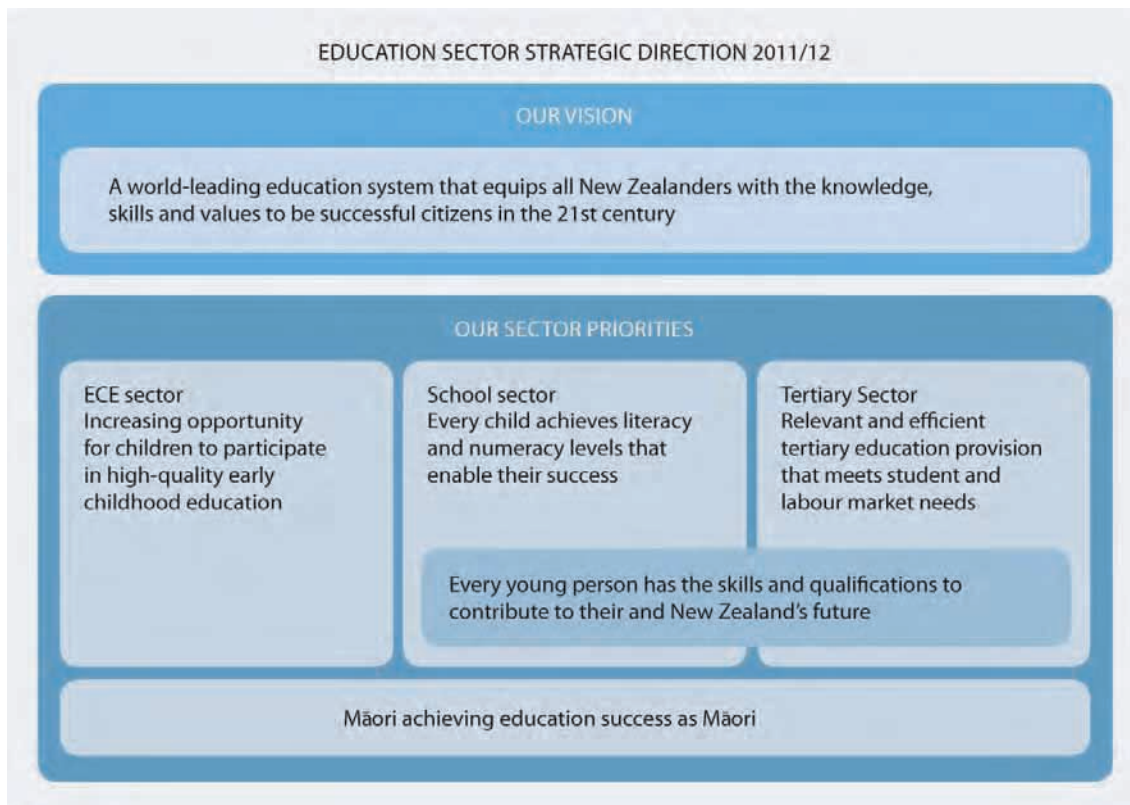 EDUCATION SECTOR STRATEGIC DIRECTION 2011/12
OUR VISION
A world-leading education system that equips all New Zealanders with the knowledge,
skills and values to be successful citizens in the 21st century
OUR SECTOR PRIORITIES
ECE sector
Increasing opportunity
for children to participate
in high-quality early
childhood education
School sector
Every child achieves literacy
and numeracy levels that
enable their success
Tertiary Sector
Relevant and efficient
tertiary education provision
that meets student and
labour market needs
Every young person has the skills and qualifications to
contribute to their and New Zealand's future
Māori achieving education success as Māori